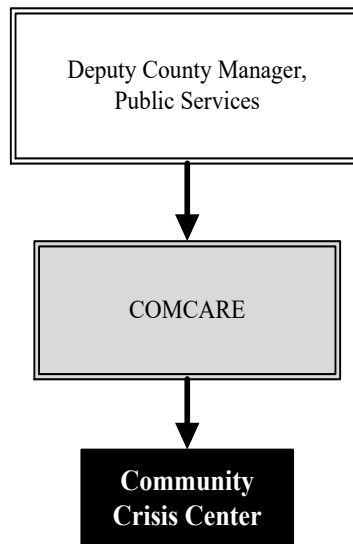 Deputy County Manager,
Public Services
COMCARE
Community
Crisis Center